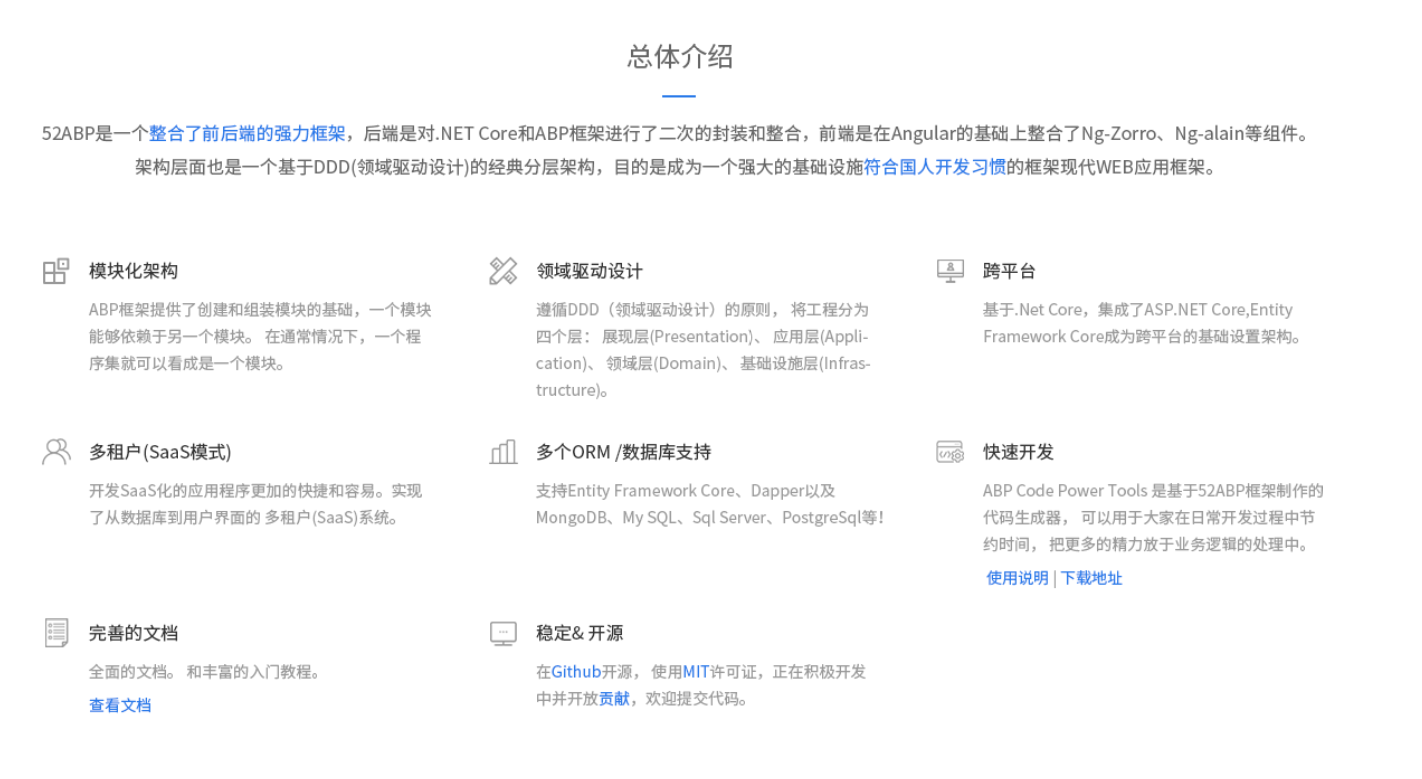 总体介绍
52ABP是一个整合了前后端的强力框架，后端是对.NET Core和ABP框架进行了二次的封装和整合，前端是在Angular的基础上整合了Ng-Zorro、Ng-alain等组件。
架构层面也是一个基于DDD(领域驱动设计)的经典分层架构，目的是成为一个强大的基础设施符合国人开发习惯的框架现代WEB应用框架。
模块化架构
ABP框架提供了创建和组装模块的基础，一个模块
能够依赖于另一个模块。 在通常情况下，一个程
序集就可以看成是一个模块。
领域驱动设计
遵循DDD（领域驱动设计）的原则， 将工程分为
四个层： 展现层(Presentation)、 应用层(Appli-
cation)、 领域层(Domain)、 基础设施层(Infras-
tructure)。
跨平台
基于.Net Core，集成了ASP.NET Core,Entity
Framework Core成为跨平台的基础设置架构。
多租户(SaaS模式)
开发SaaS化的应用程序更加的快捷和容易。实现
了从数据库到用户界面的 多租户(SaaS)系统。
多个ORM /数据库支持
支持Entity Framework Core、Dapper以及
MongoDB、My SQL、Sql Server、PostgreSql等！
快速开发
ABP Code Power Tools 是基于52ABP框架制作的
代码生成器， 可以用于大家在日常开发过程中节
约时间， 把更多的精力放于业务逻辑的处理中。
使用说明 | 下载地址
完善的文档
全面的文档。 和丰富的入门教程。
查看文档
稳定& 开源
在Github开源， 使用MIT许可证，正在积极开发
中并开放贡献，欢迎提交代码。